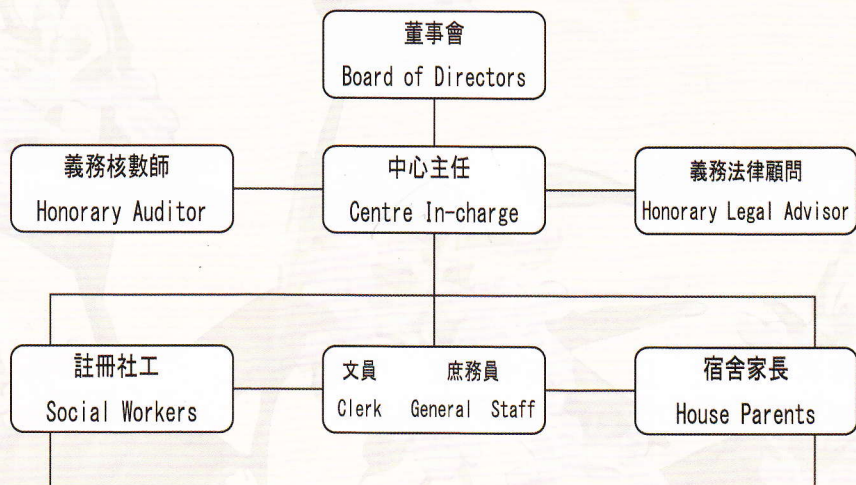 董事會
Board of Directors
義務核數師
Honorary Auditor
中心主任
Centre In-charge
義務法律顧問
Honorary Legal Advisor
註冊社工
Social Workers
文員 庶務員
Clerk General Staff
宿舍家長
House Parents